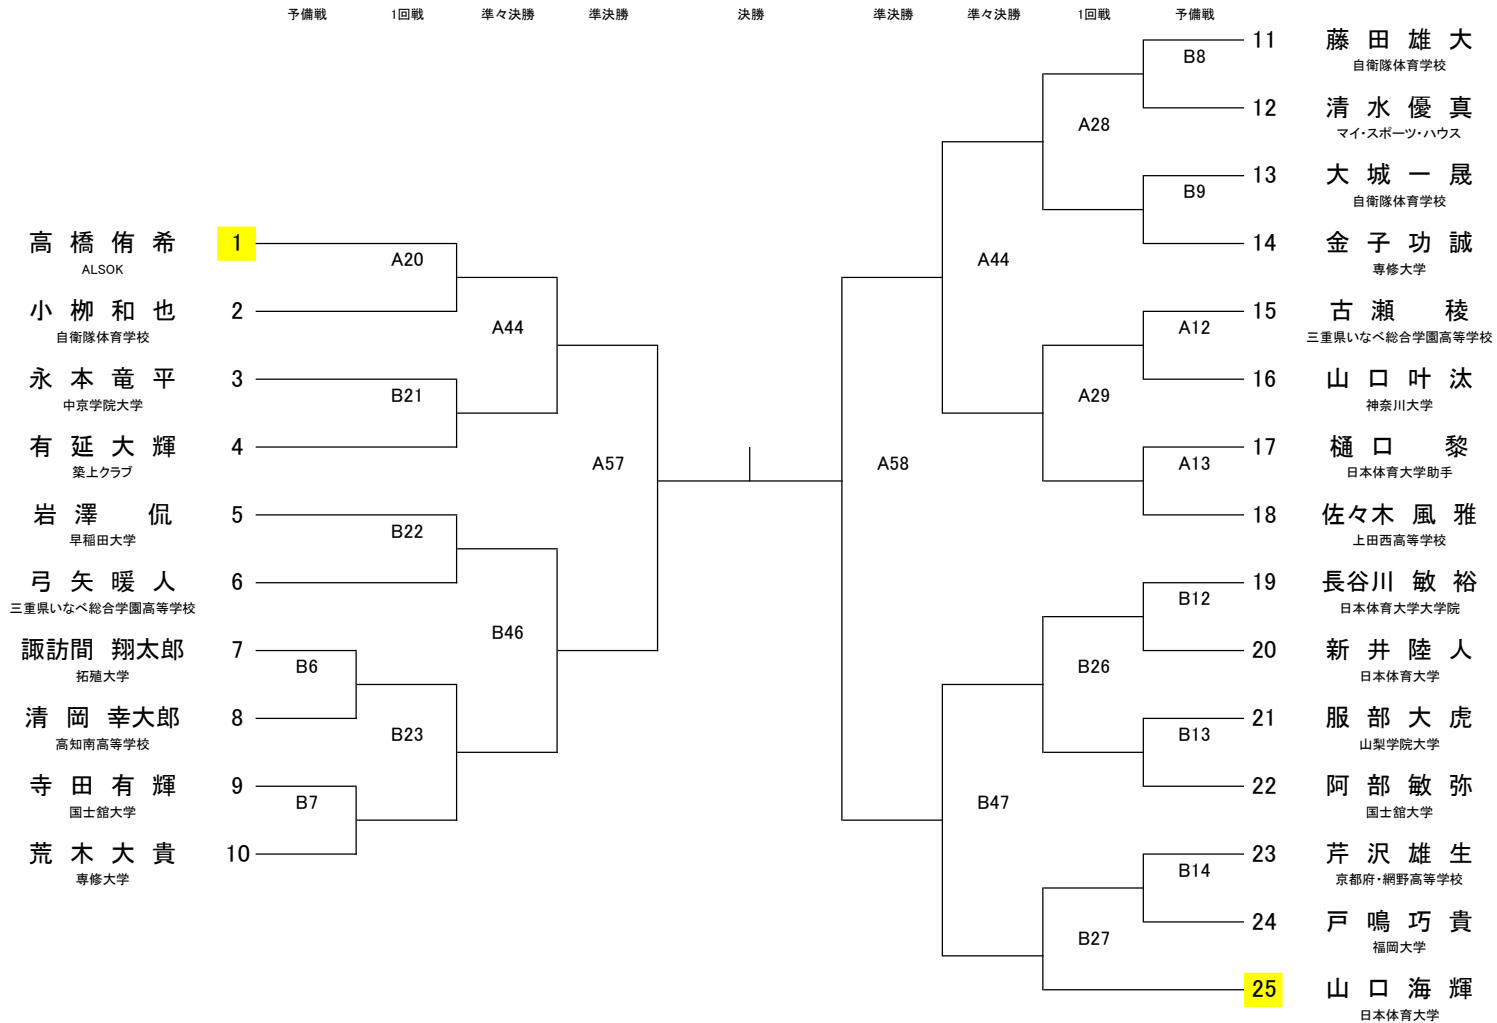 予備戦 1回戦 準々決勝 準決勝 決勝 準決勝 準々決勝 1回戦 予備戦
高橋侑希 1
ALSOK
A20
小栁和也 2
自衛隊体育学校
A44
永本竜平 3
中京学院大学
B21
有延大輝 4
築上クラブ
A57
岩澤 侃 5
早稲田大学
B22
弓矢暖人 6
三重県いなべ総合学園高等学校
B46
諏訪間 翔太郎 7
拓殖大学
B6
清岡 幸大郎 8
高知南高等学校
B23
寺田有輝 9
国士舘大学
B7
荒木大貴 10
専修大学
11 藤田雄大
自衛隊体育学校
B8
12 清水優真
マイ・スポーツ・ハウス
A28
13 大城一晟
自衛隊体育学校
B9
14 金子功誠
専修大学
A44
15 古瀬 稜
三重県いなべ総合学園高等学校
A12
16 山口叶汰
神奈川大学
A29
17 樋口 黎
日本体育大学助手
A13
18 佐々木 風雅
上田西高等学校
A58
19 長谷川 敏裕
日本体育大学大学院
B12
20 新井陸人
日本体育大学
B26
21 服部大虎
山梨学院大学
B13
22 阿部敏弥
国士舘大学
B47
23 芹沢雄生
京都府・網野高等学校
B14
24 戸鳴巧貴
福岡大学
B27
25 山口海輝
日本体育大学